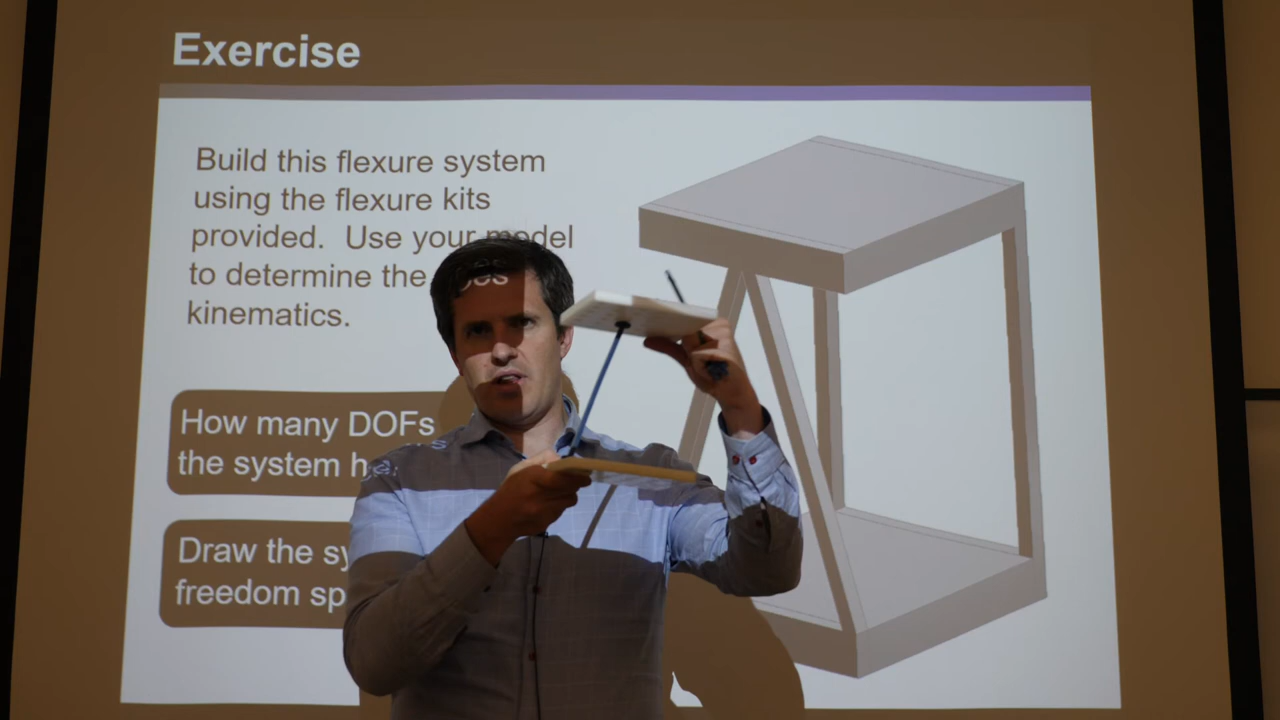 Exercise
Build this flexure system
using the flexure kits
provided. Use your model
to determine the
kinematics.
How many DOFs
the system
Draw the
freedom